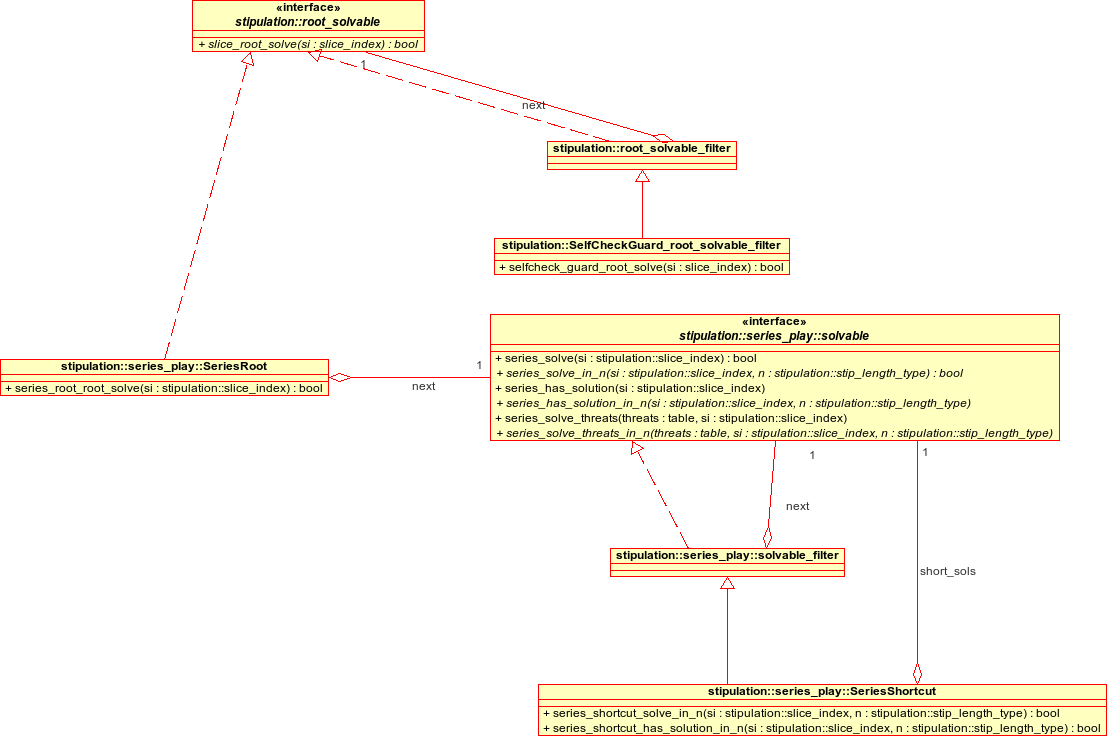 «interface»
stipulation::root_solvable
+ slice_root_solve(si : slice_index) : bool
1
next
stipulation::root_solvable_filter
stipulation::SelfCheckGuard_root_solvable_filter
+ selfcheck_guard_root_solve(si : slice_index) : bool
«interface»
stipulation::series_play::solvable
+ series_solve(si : stipulation::slice_index) : bool
+ series_solve_in_n(si : stipulation::slice_index, n : stipulation::stip_length_type) : bool
+ series_has_solution(si : stipulation::slice_index)
+ series_has_solution_in_n(si : stipulation::slice_index, n : stipulation::stip_length_type)
+ series_solve_threats(threats : table, si : stipulation::slice_index)
+ series_solve_threats_in_n(threats : table, si : stipulation::slice_index, n : stipulation::stip_length_type)
stipulation::series_play::SeriesRoot
+ series_root_root_solve(si : stipulation::slice_index) : bool
1
next
1
1
next
stipulation::series_play::solvable_filter
short_sols
stipulation::series_play::SeriesShortcut
+ series_shortcut_solve_in_n(si : stipulation::slice_index, n : stipulation::stip_length_type) : bool
+ series_shortcut_has_solution_in_n(si : stipulation::slice_index, n : stipulation::stip_length_type) : bool